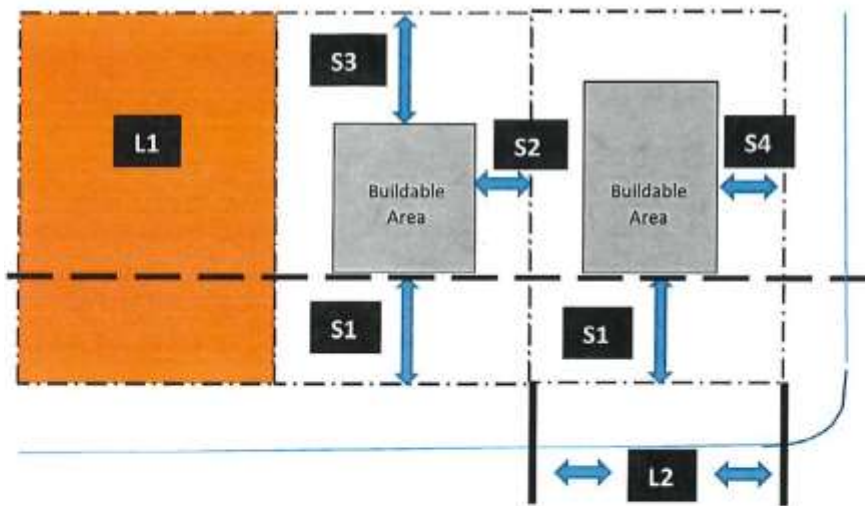 S3
L1
S2
S4
Buildable
Area
Buildable
Area
S1
S1
L2